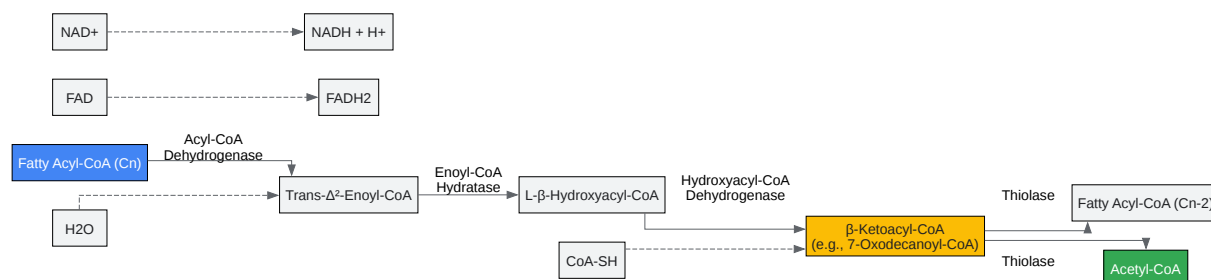 NAD+
NADH + H+
FAD
FADH2
Acyl-CoA
Dehydrogenase
Fatty Acyl-CoA (Cn)
Enoyl-CoA
Hydratase
Hydroxyacyl-CoA
Dehydrogenase
Trans-Δ²-Enoyl-CoA
L-β-Hydroxyacyl-CoA
Thiolase
Fatty Acyl-CoA (Cn-2)
H2O
β-Ketoacyl-CoA
(e.g., 7-Oxodecanoyl-CoA)
CoA-SH
Thiolase
Acetyl-CoA